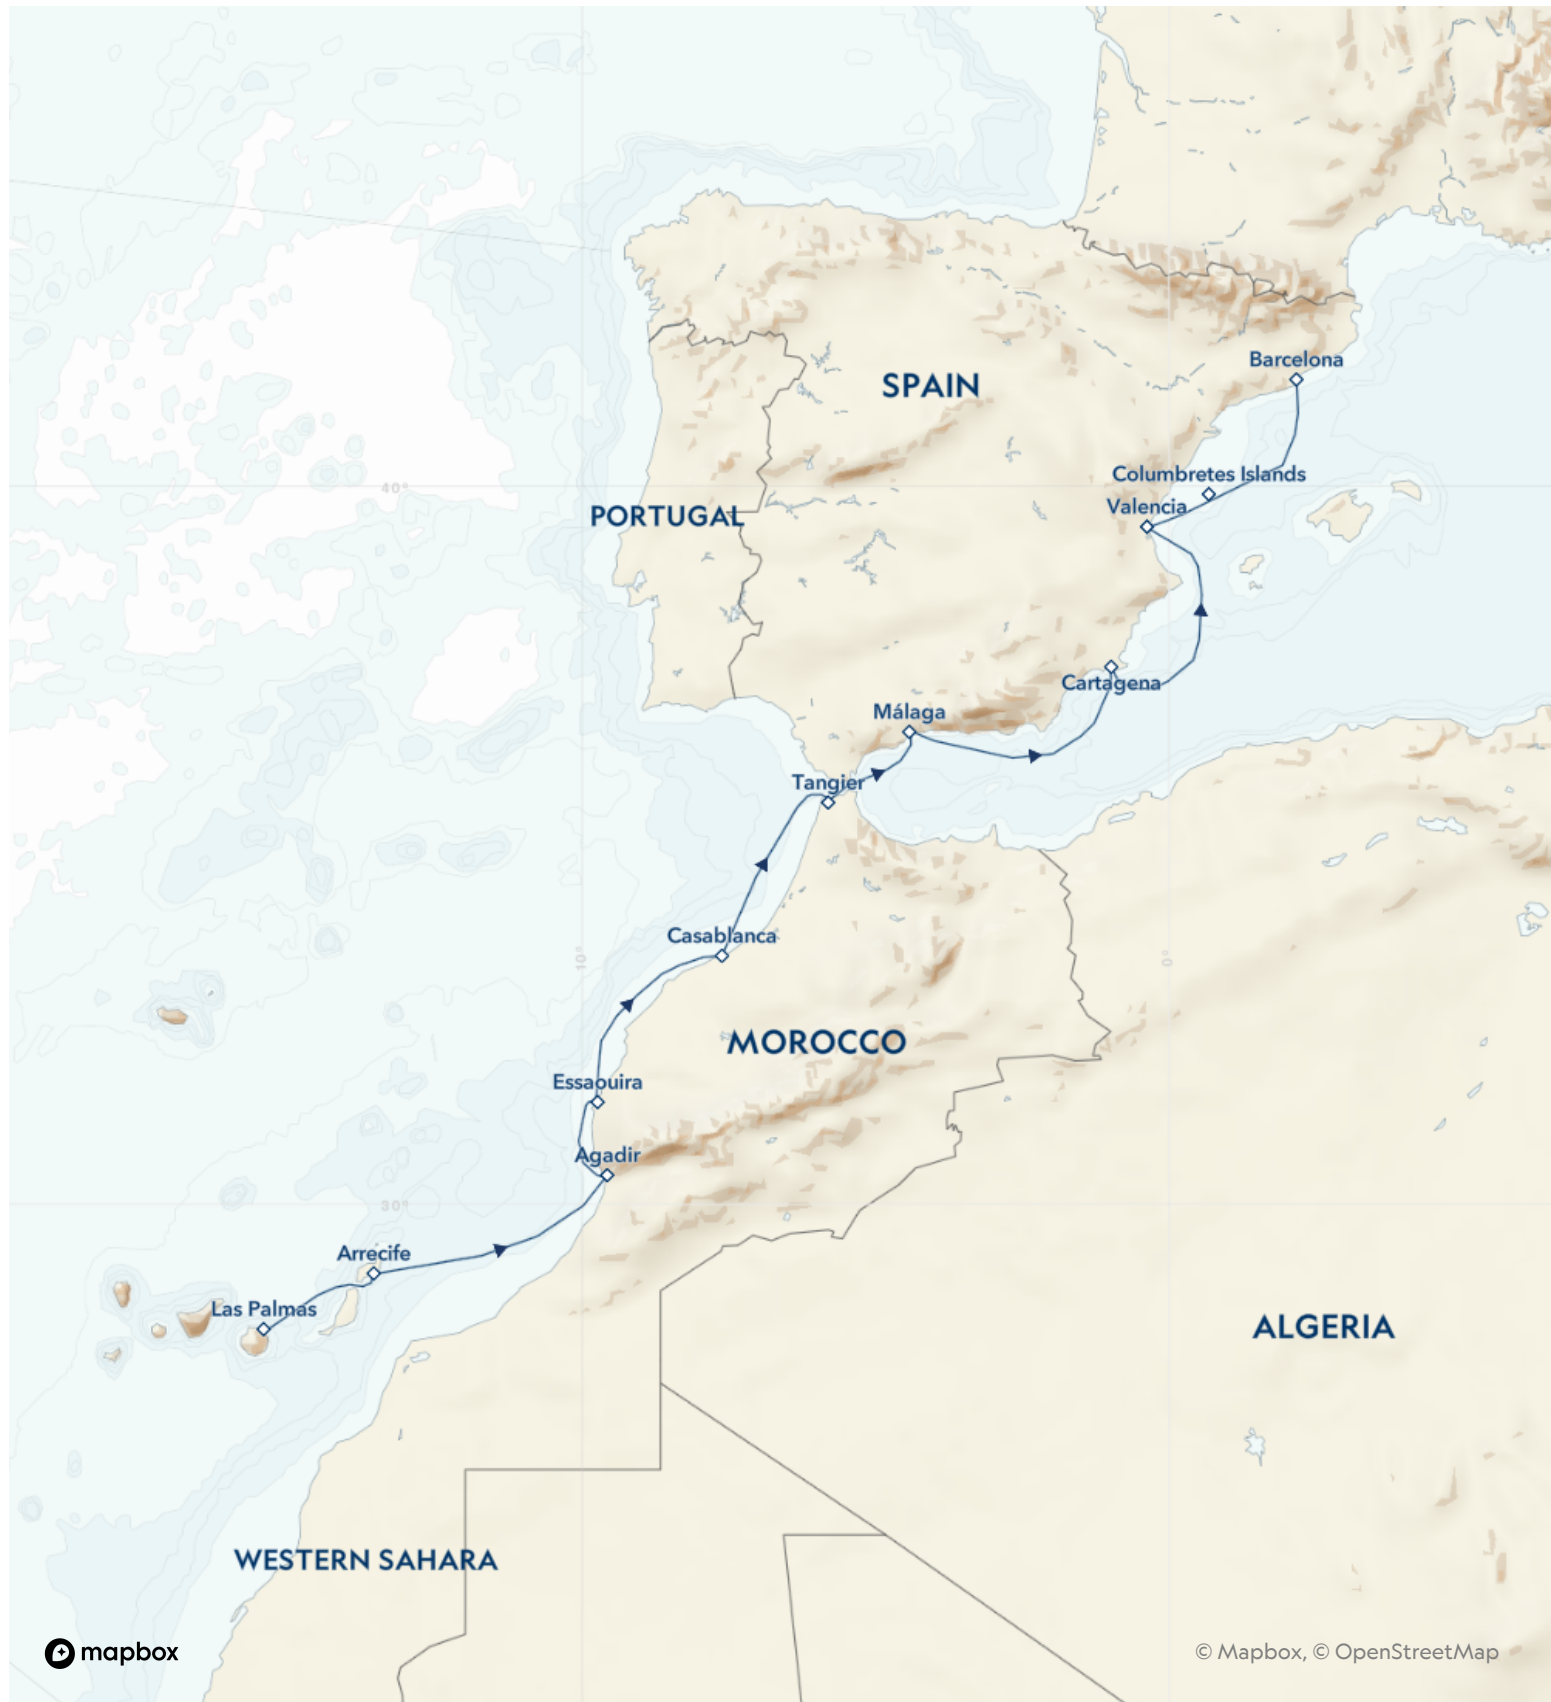 Barcelona
SPAIN
Columbretes Islands
40°
Valencia
PORTUGAL
Cartagena
Málaga
Tangier
Casablanca
10°
0°
MOROCCO
Essaouira
Agadir
30°
Arrecife
Las Palmas
ALGERIA
WESTERN SAHARA
mapbox
© Mapbox, © OpenStreetMap